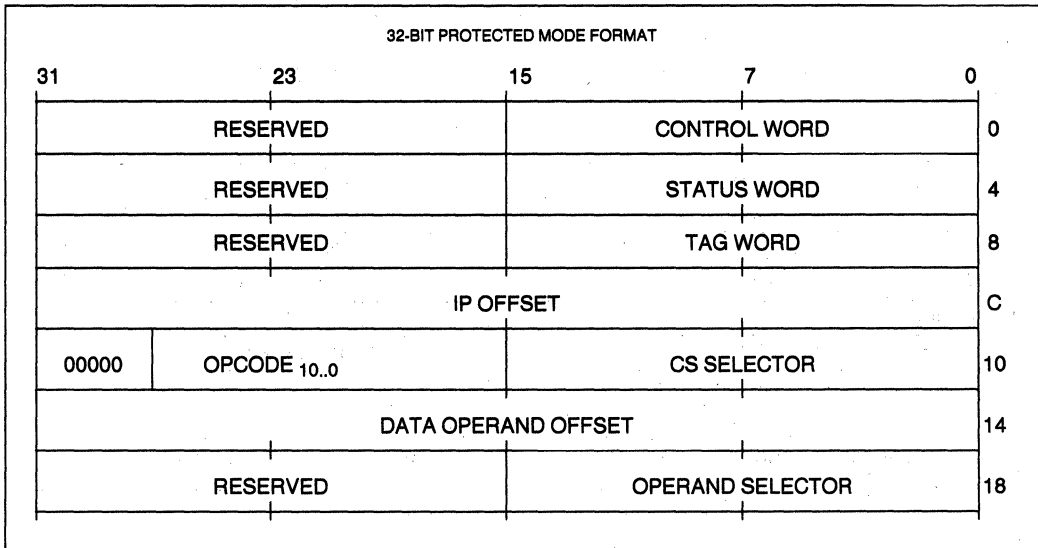 32-BIT PROTECTED MODE FORMAT
31 23 15 7 0
RESERVED CONTROL WORD 0
RESERVED STATUS WORD 4
RESERVED TAG WORD 8
IP OFFSET C
00000 OPCODE 10..0 CS SELECTOR 10
DATA OPERAND OFFSET 14
RESERVED OPERAND SELECTOR 18